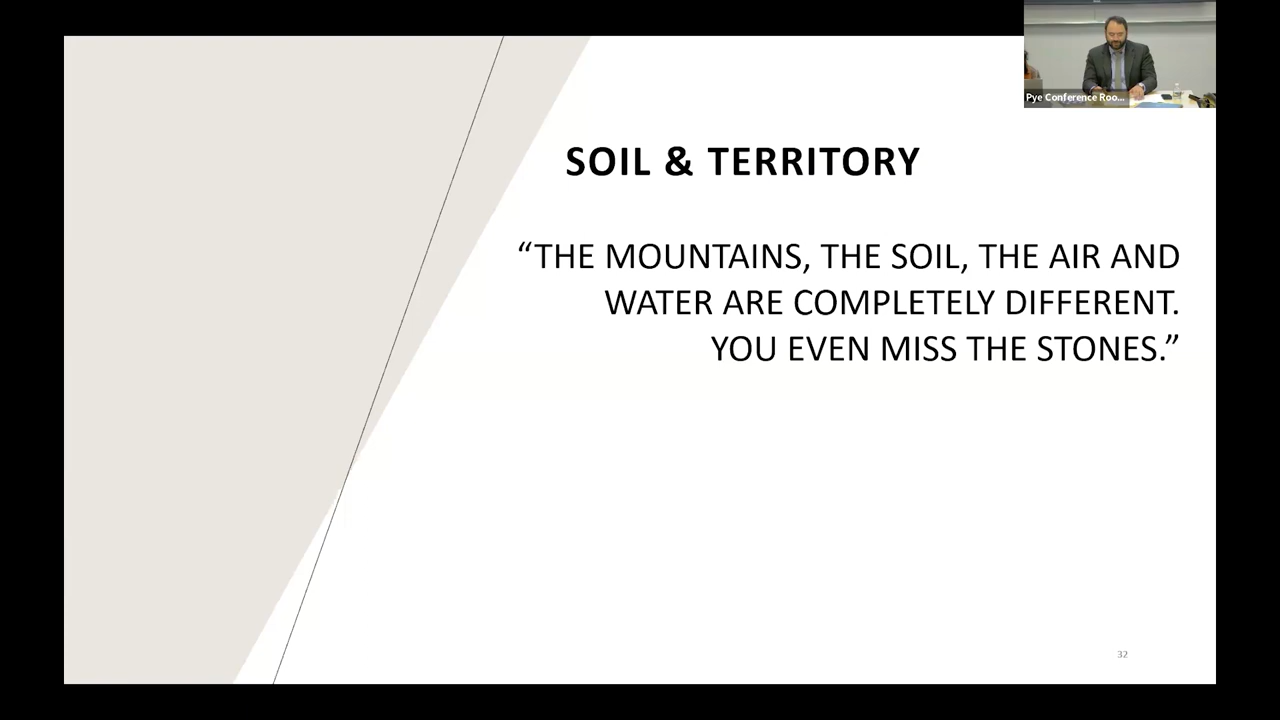 Pye Conference Roo...
SOIL & TERRITORY
“THE MOUNTAINS, THE SOIL, THE AIR AND
WATER ARE COMPLETELY DIFFERENT.
YOU EVEN MISS THE STONES.”
32